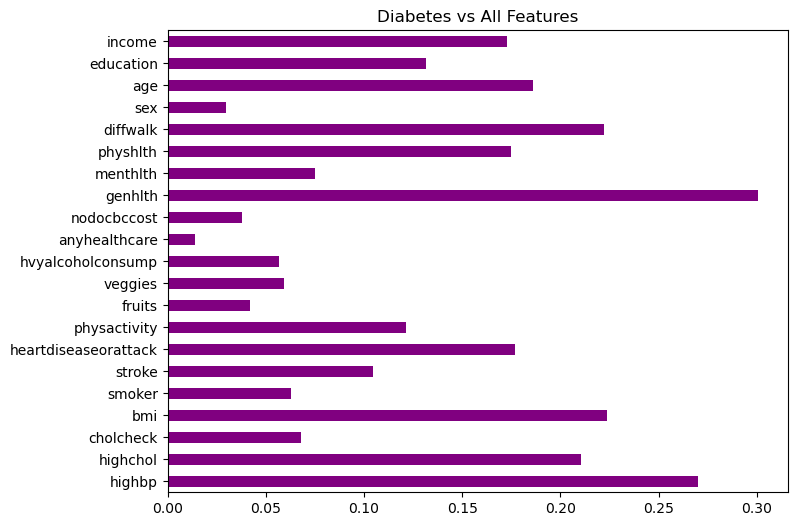 Diabetes vs All Features
income
education
age
sex
diffwalk
physhlth
menthlth
genhlth
nodocbccost
anyhealthcare
hvyalcoholconsump
veggies
fruits
physactivity
heartdiseaseorattack
stroke
smoker
bmi
cholcheck
highchol
highbp
0.00 0.05 0.10 0.15 0.20 0.25 0.30